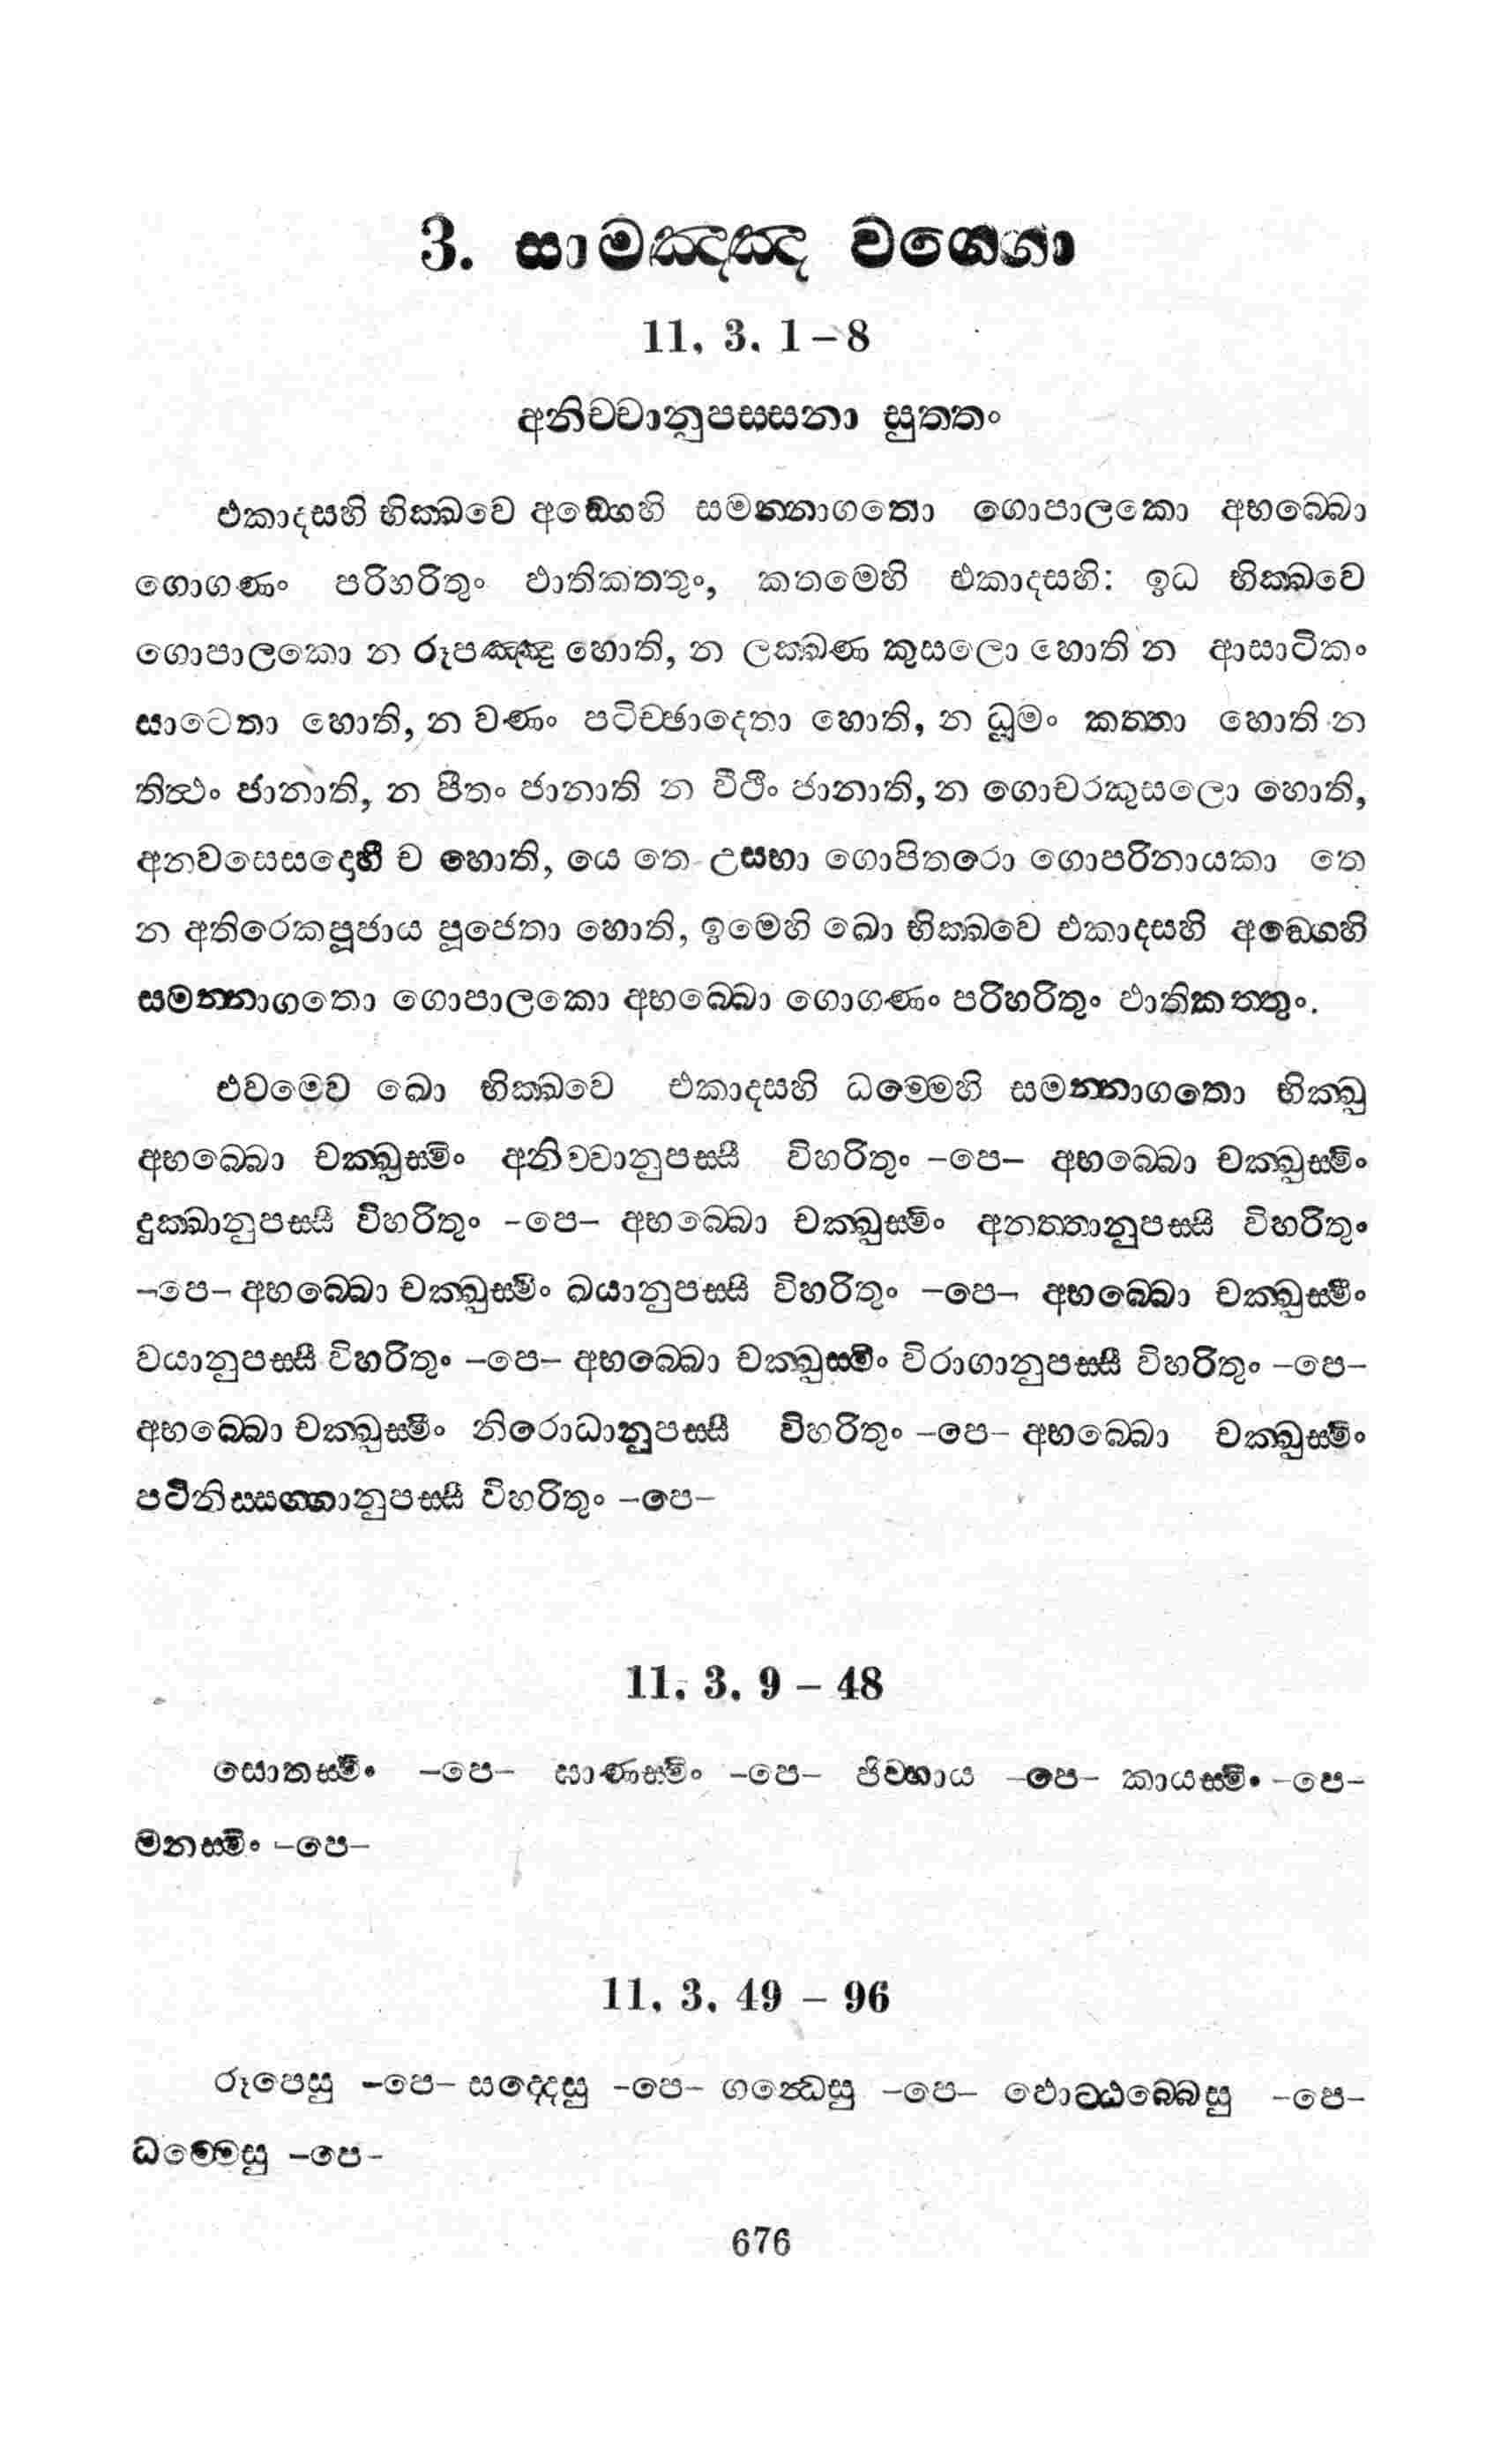 3. සාමඤ්ඤ වග්ගො
11. 3. 1–8
අනිච්චානුපස්සනා සුත්තං
එකාදසහි භික්ඛවෙ අඞ්ගෙහි සමන්නාගතො ගොපාලකො අභබ්බො
ගොගණං පරිහරිතුං ඵාතිකත්තුං, කතමෙහි එකාදසහි: ඉධ භික්ඛවෙ
ගොපාලකො න රූපඤ්ඤූ හොති, න ලක්ඛණ කුසලො හොති න ආසාටිකං
සාටෙතා හොති, න වණං පටිච්ඡාදෙතා හොති, න ධූමං කත්තා හොති න
තිත්ථං ජානාති, න පීතං ජානාති න වීථිං ජානාති, න ගොචරකුසලො හොති,
අනවසෙසදොහී ච හොති, යෙ තෙ උසභා ගොපිතරො ගොපරිනායකා තෙ
න අතිරෙකපූජාය පූජෙතා හොති, ඉමෙහි ඛො භික්ඛවෙ එකාදසහි අඞ්ගෙහි
සමන්නාගතො ගොපාලකො අභබ්බො ගොගණං පරිහරිතුං ඵාතිකත්තුං.
එවමෙව ඛො භික්ඛවෙ එකාදසහි ධම්මෙහි සමන්නාගතො භික්ඛු
අභබ්බො චක්ඛුස්මිං අනිච්චානුපස්සී විහරිතුං –පෙ– අභබ්බො චක්ඛුස්මිං
දුක්ඛානුපස්සී විහරිතුං –පෙ– අභබ්බො චක්ඛුස්මිං අනත්තානුපස්සී විහරිතුං
–පෙ– අභබ්බො චක්ඛුස්මිං ඛයානුපස්සී විහරිතුං –පෙ– අභබ්බො චක්ඛුස්මිං
වයානුපස්සී විහරිතුං –පෙ– අභබ්බො චක්ඛුස්මිං විරාගානුපස්සී විහරිතුං –පෙ–
අභබ්බො චක්ඛුස්මිං නිරොධානුපස්සී විහරිතුං –පෙ– අභබ්බො චක්ඛුස්මිං
පටිනිස්සග්ගානුපස්සී විහරිතුං –පෙ–
11. 3. 9 – 48
සොතස්මිං –පෙ– ඝාණස්මිං –පෙ– ජිව්හාය –පෙ– කායස්මිං –පෙ–
මනස්මිං –පෙ–
11. 3. 49 – 96
රූපෙසු –පෙ– සද්දෙසු –පෙ– ගන්ධෙසු –පෙ– ඵොට්ඨබ්බෙසු –පෙ–
ධම්මෙසු –පෙ–
676